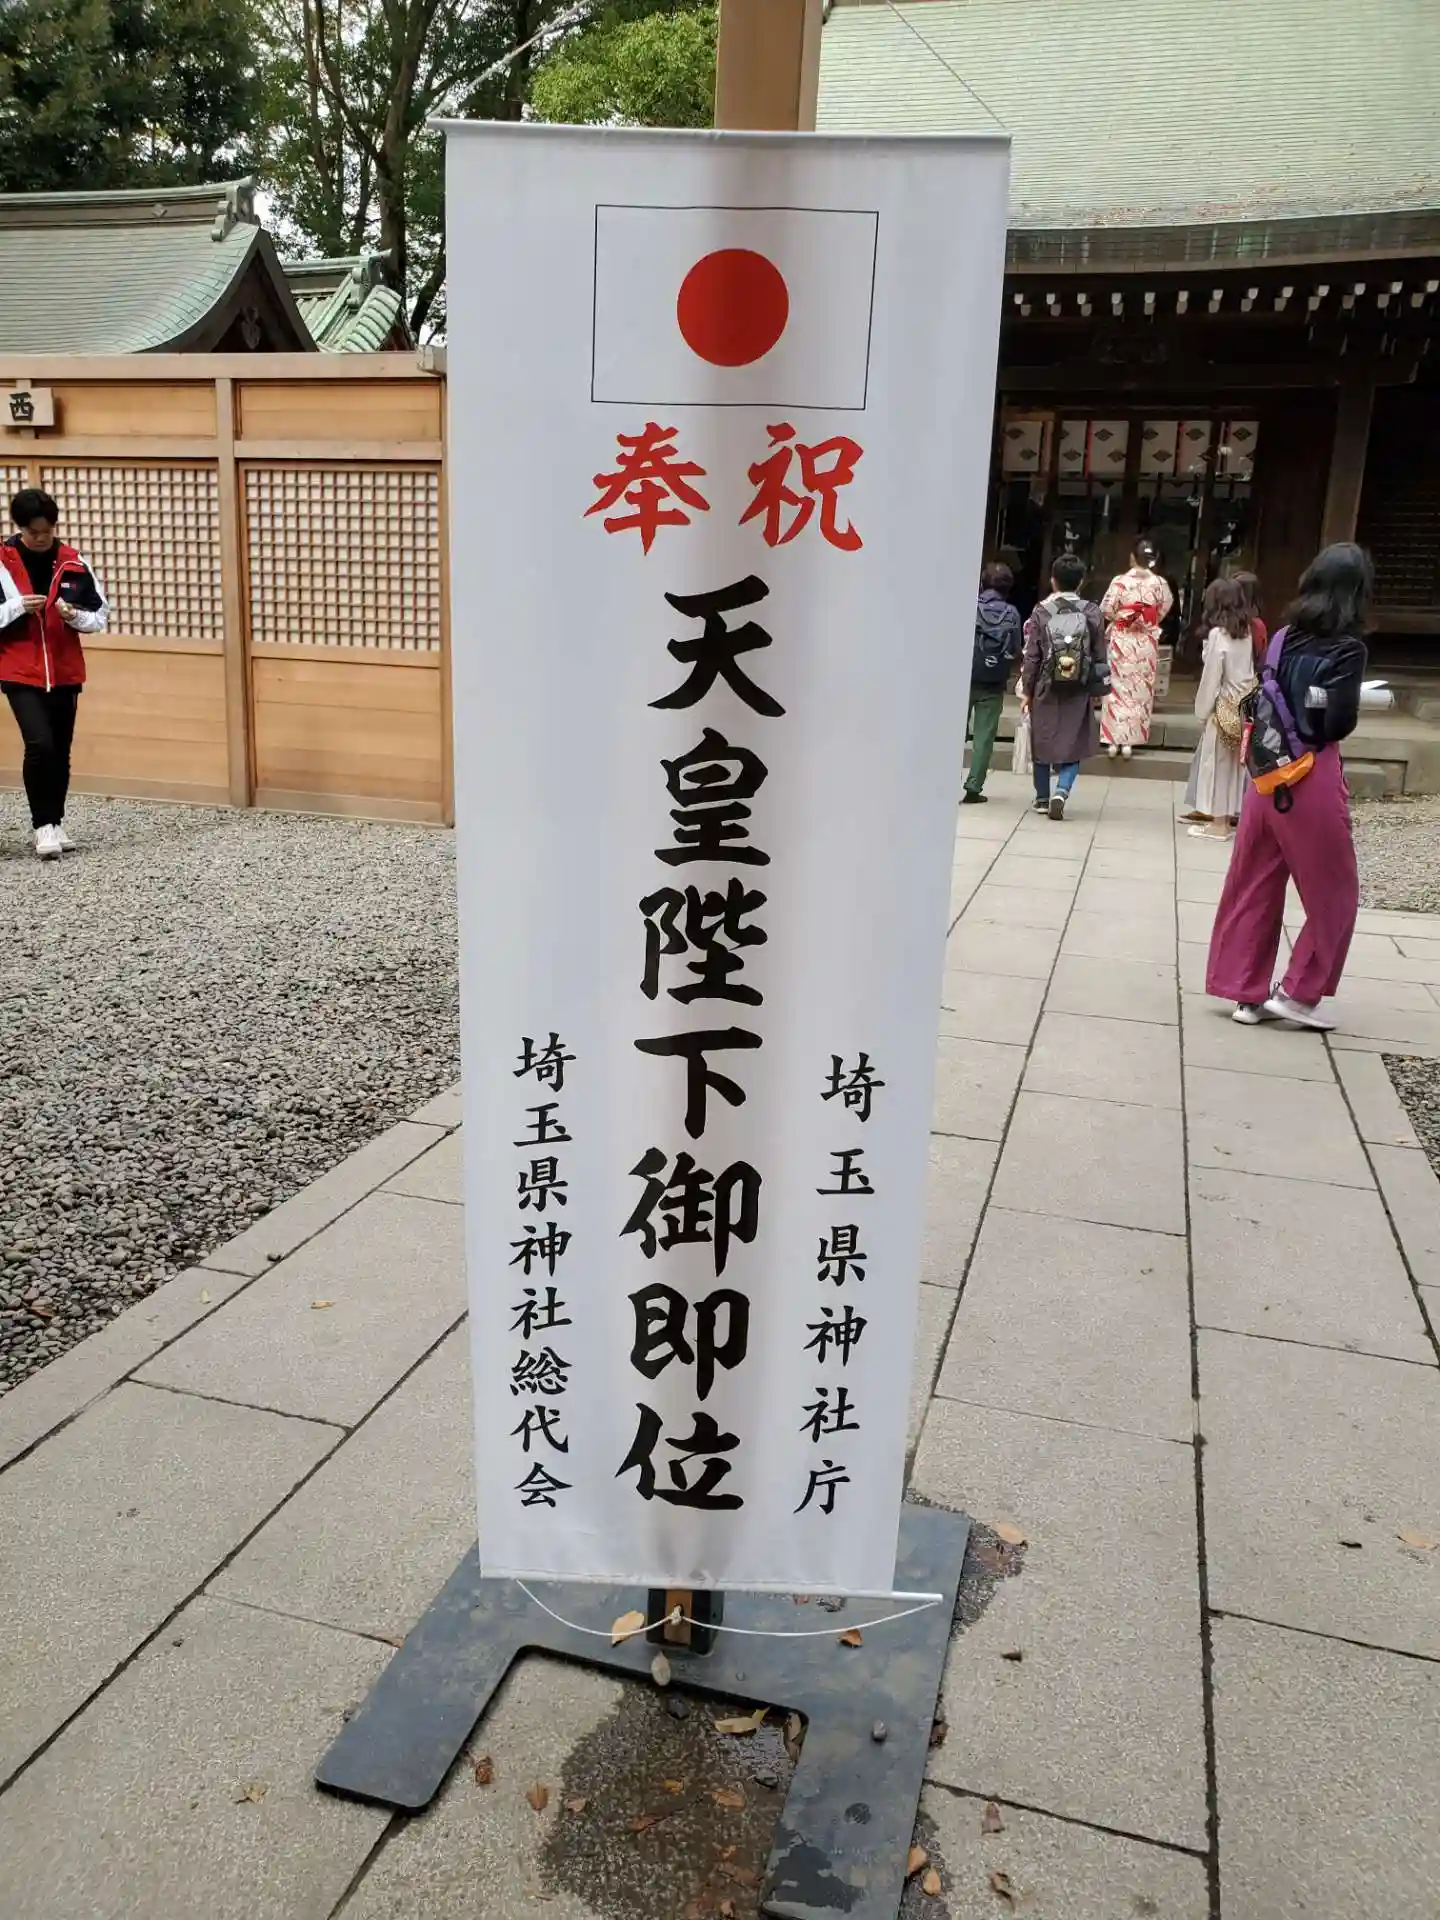 奉祝
天皇陛下御即位
埼玉県神社庁
埼玉県神社総代会
西